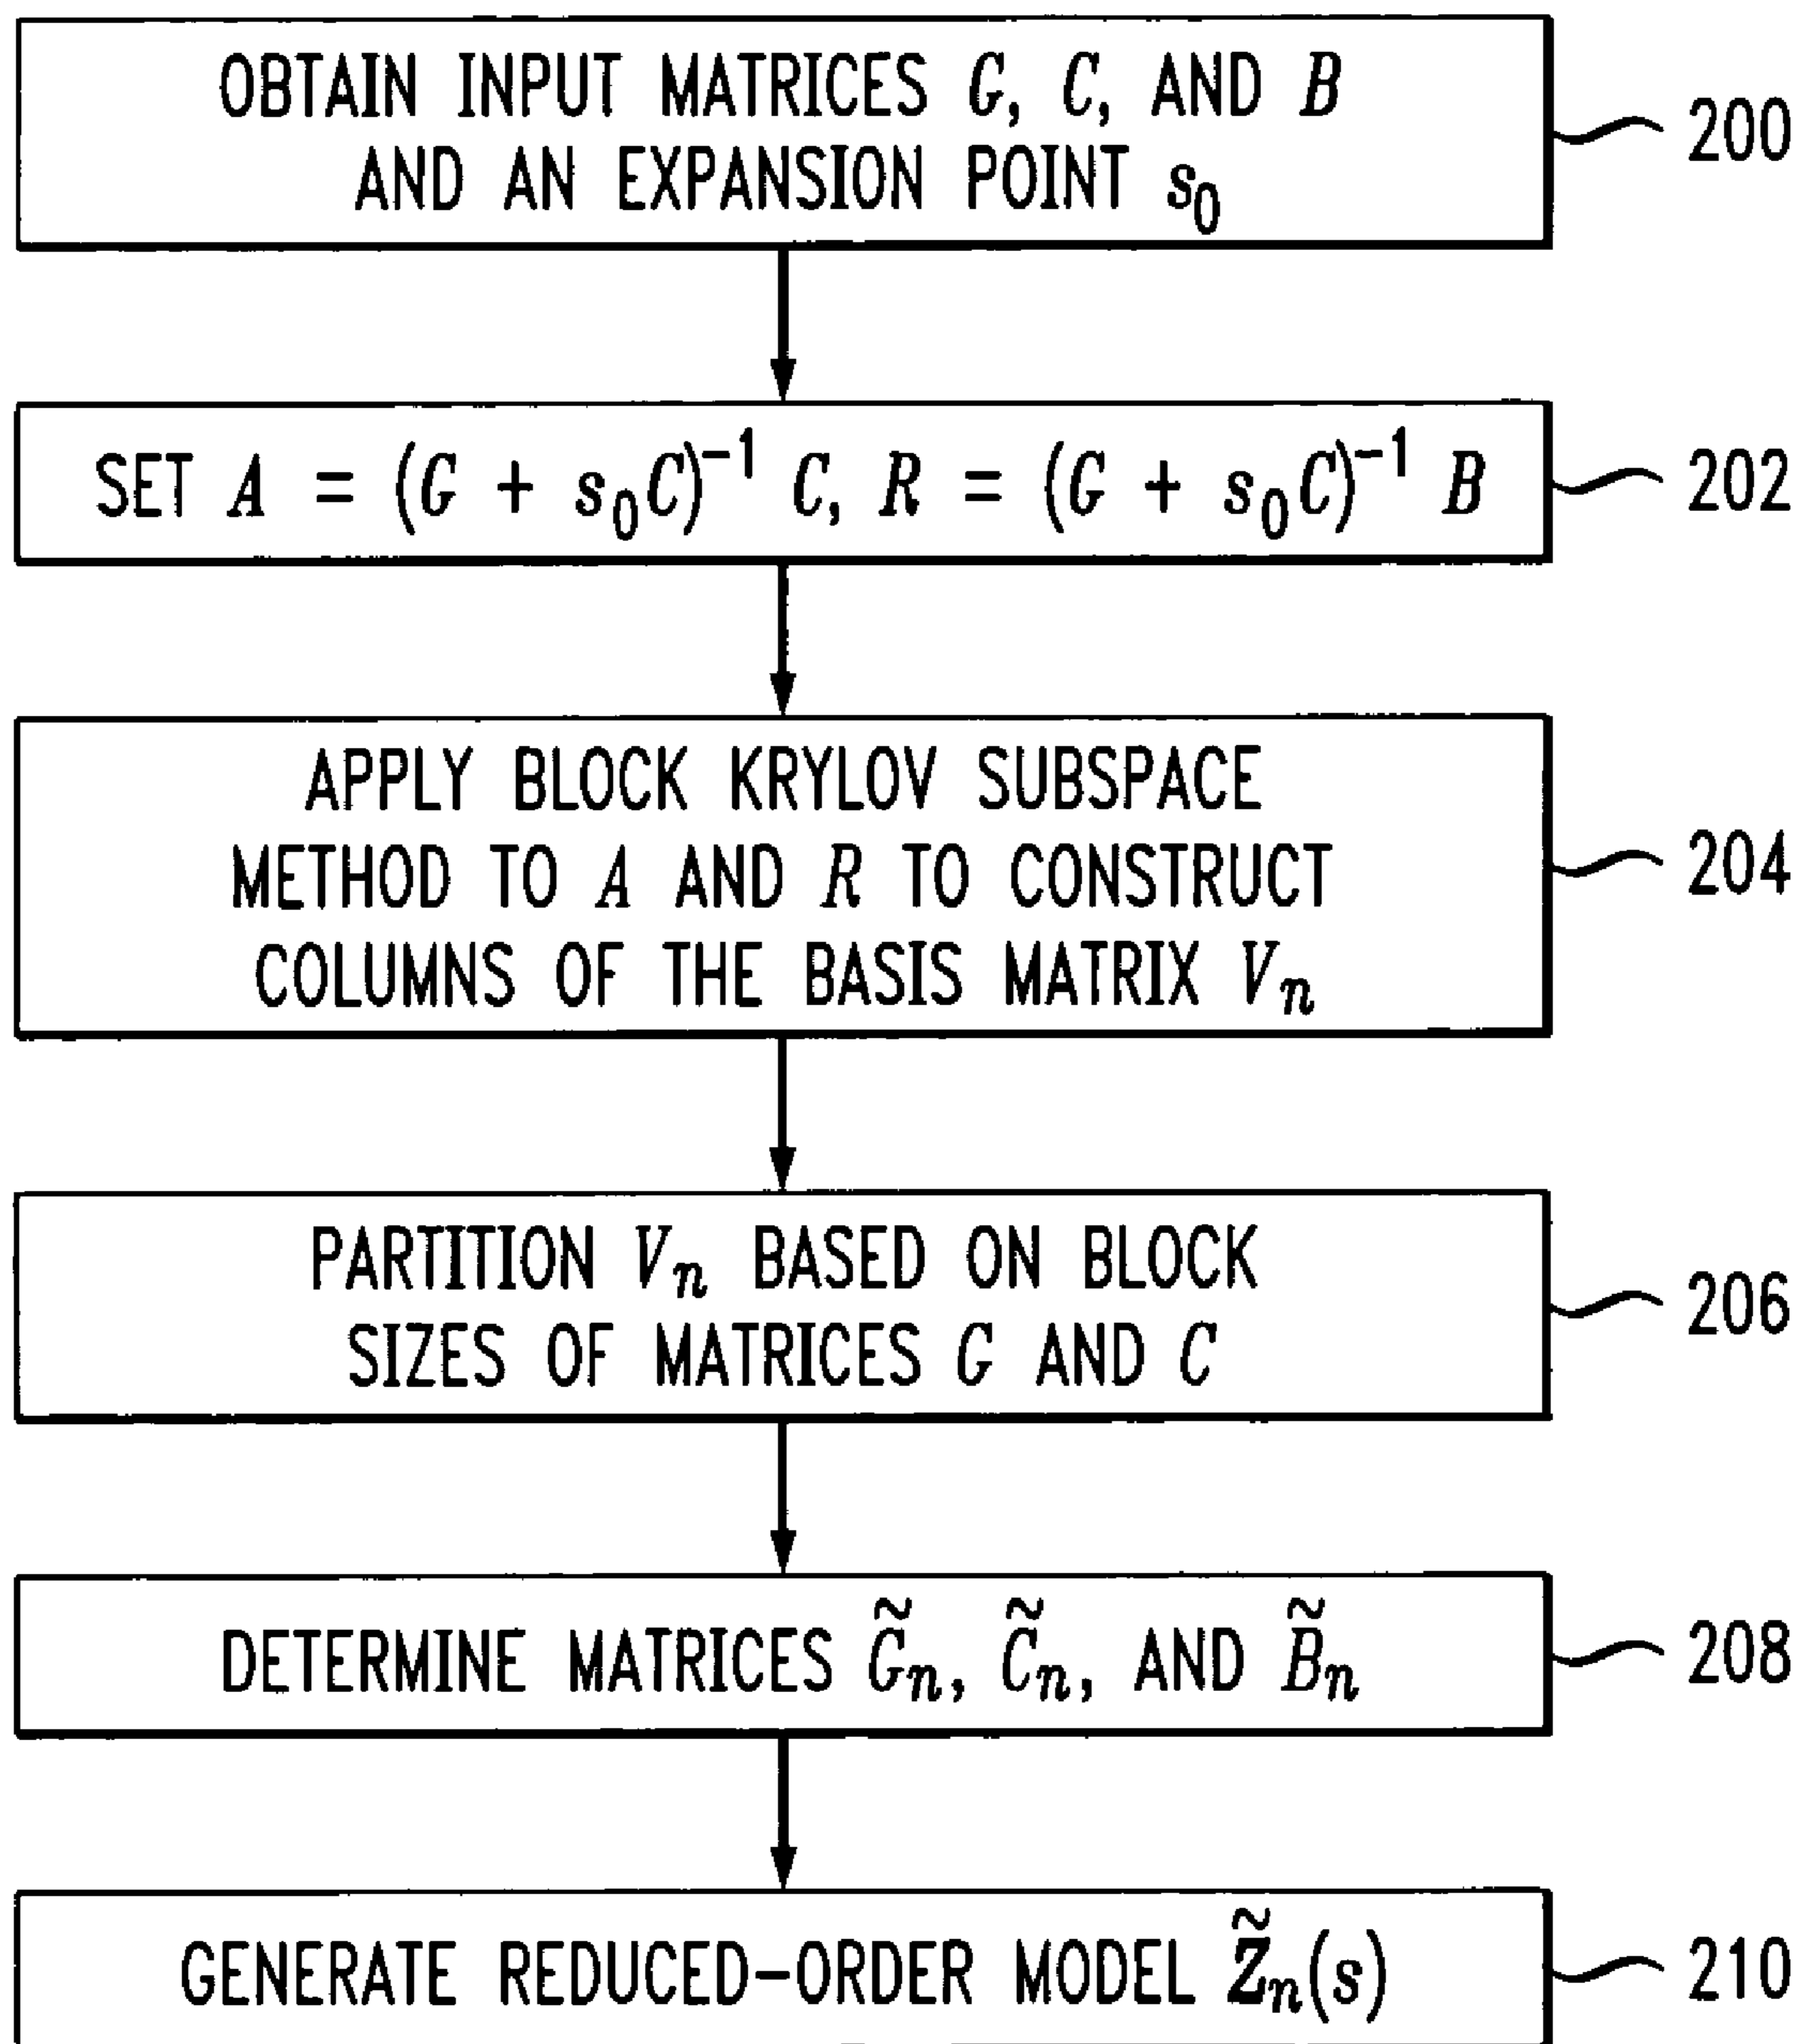 OBTAIN INPUT MATRICES G, C, AND B
AND AN EXPANSION POINT s₀
200
SET A = (G + s₀C)⁻¹ C, R = (G + s₀C)⁻¹ B
202
APPLY BLOCK KRYLOV SUBSPACE
METHOD TO A AND R TO CONSTRUCT
COLUMNS OF THE BASIS MATRIX Vₙ
204
PARTITION Vₙ BASED ON BLOCK
SIZES OF MATRICES G AND C
206
DETERMINE MATRICES G̃ₙ, C̃ₙ, AND B̃ₙ
208
GENERATE REDUCED-ORDER MODEL Z̃ₙ(s)
210